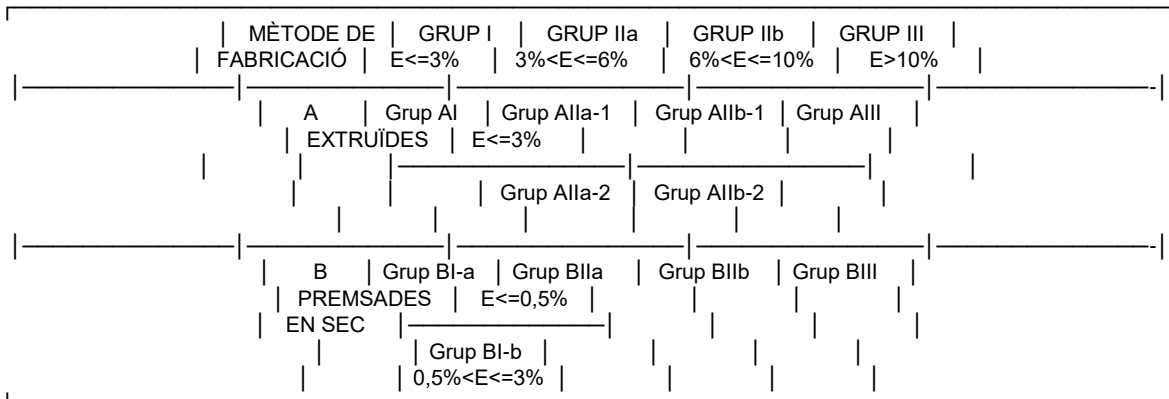 | MÈTODE DE | GRUP I | GRUP IIa | GRUP IIb | GRUP III |
| FABRICACIÓ | E<=3% | 3%<E<=6% | 6%<E<=10% | E>10% |
| A | Grup AI | Grup AIIa-1 | Grup AIIb-1 | Grup AIII |
| EXTRUÏDES | E<=3% | | | |
| Grup AIIa-2 | Grup AIIb-2 |
| B | Grup BI-a | Grup BIIa | Grup BIIb | Grup BIII |
| PREMSADES | E<=0,5% | | | |
| EN SEC |
| Grup BI-b |
| 0,5%<E<=3% |